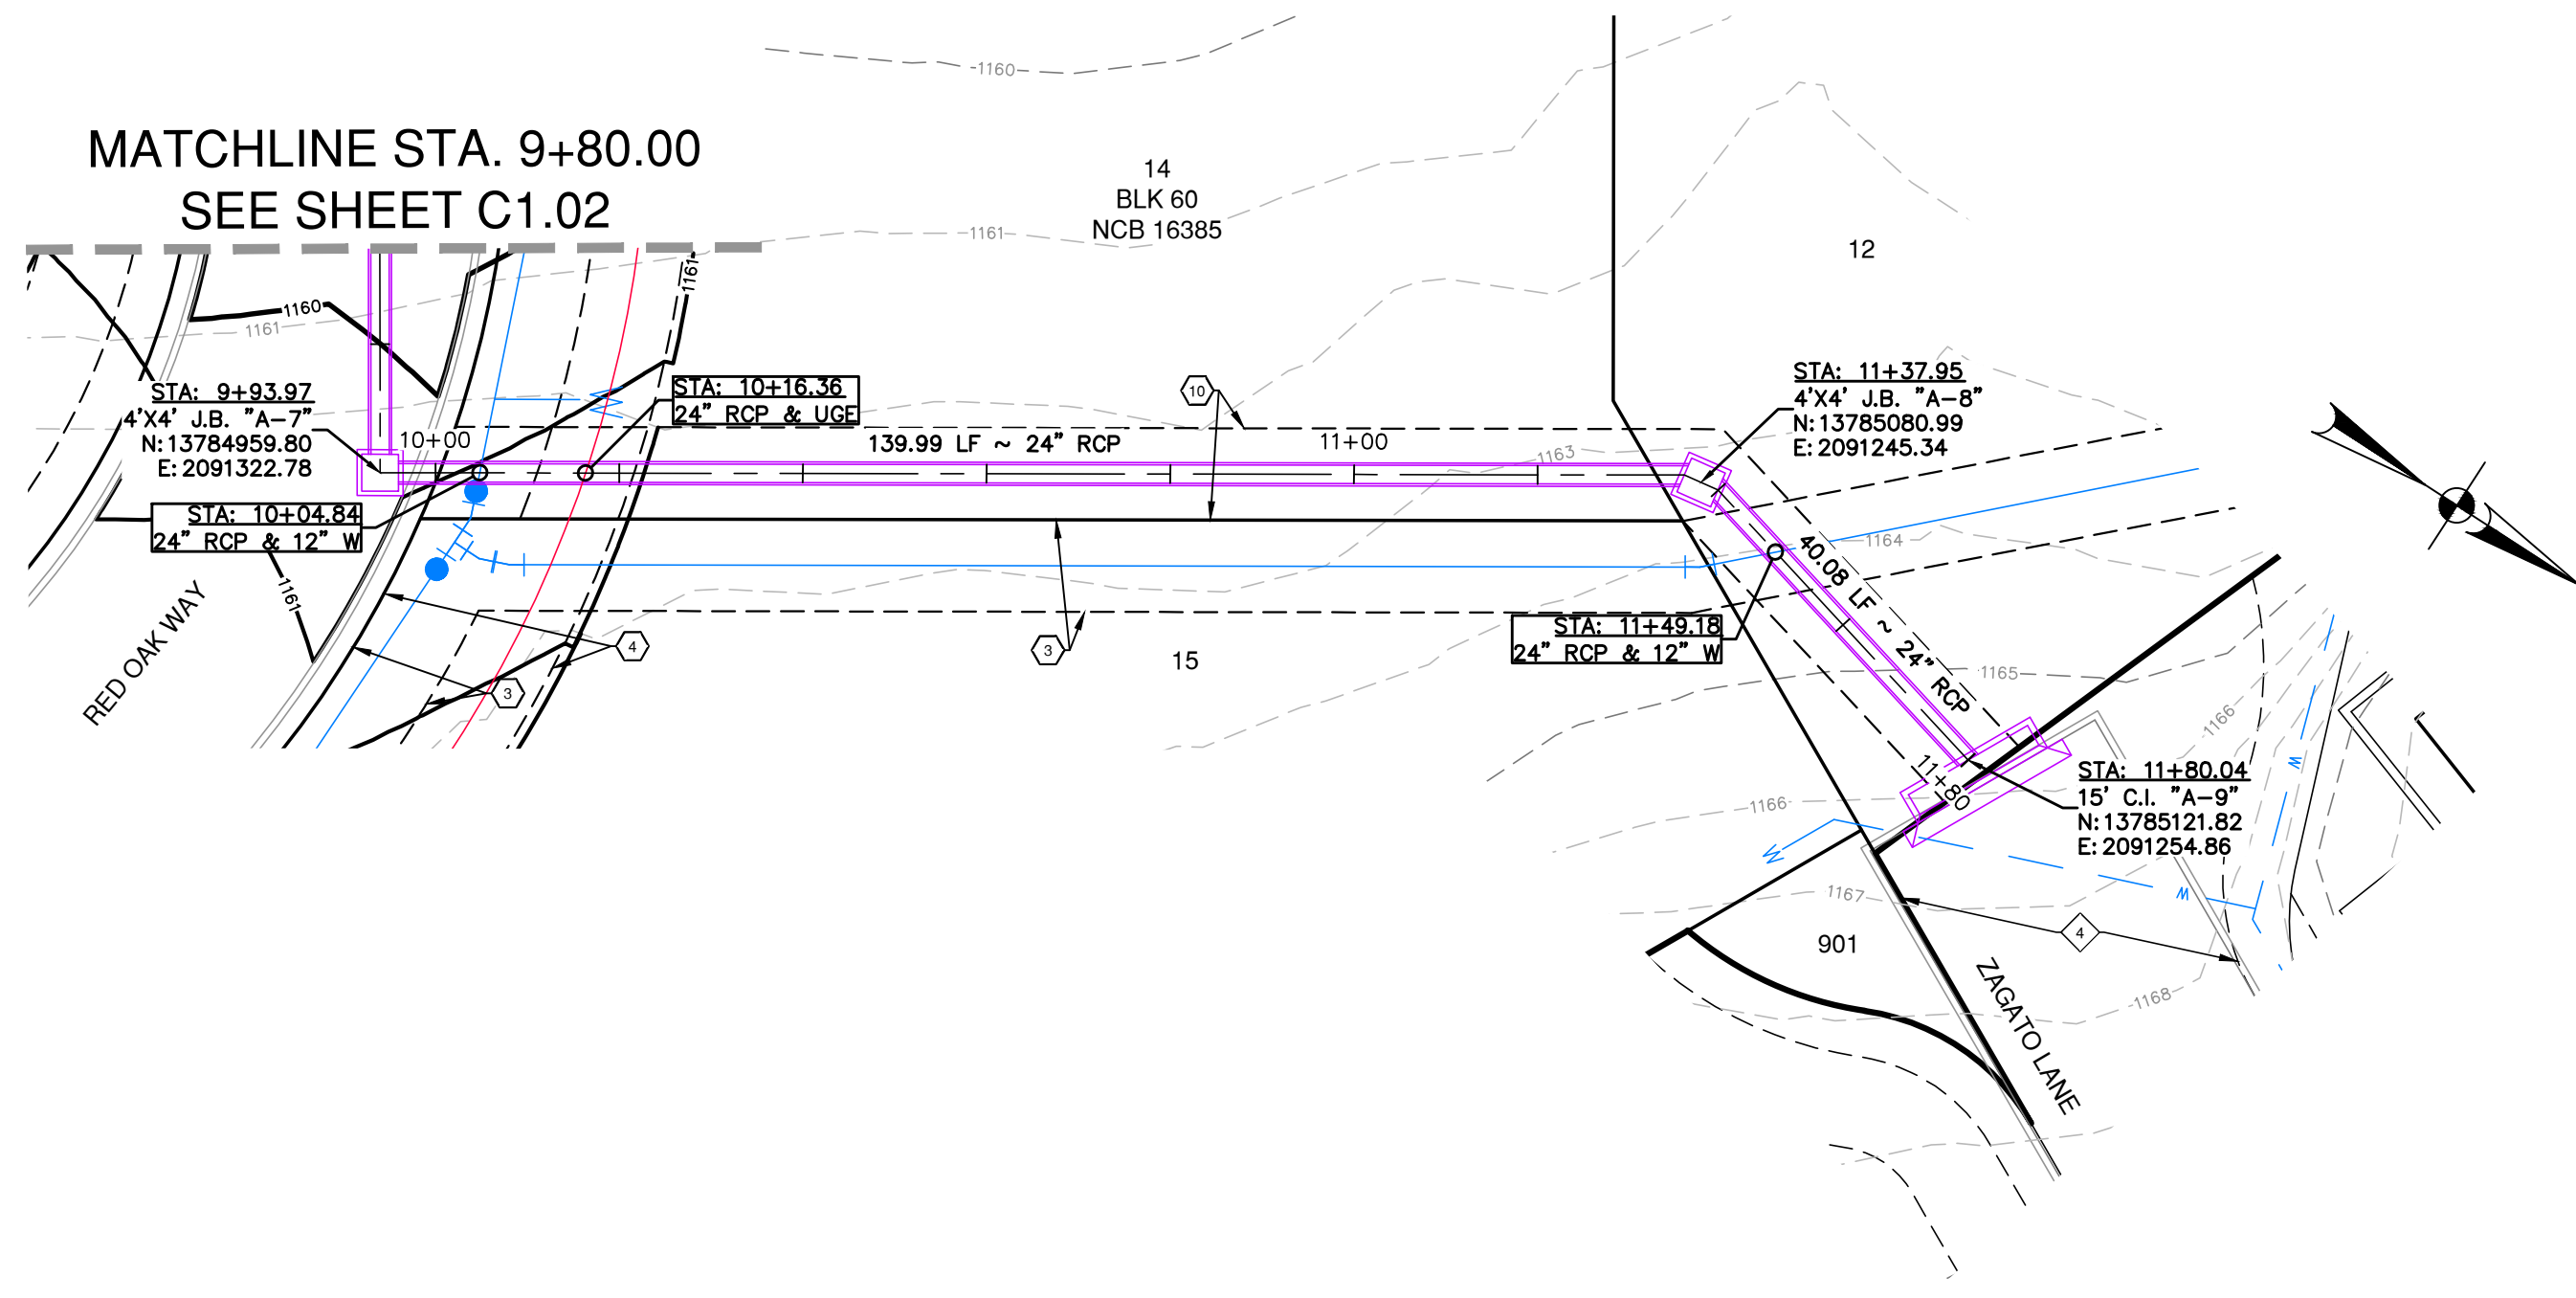 1160
MATCHLINE STA. 9+80.00
SEE SHEET C1.02
14
BLK 60
NCB 16385
1161
12
1161
1160
1161
STA: 9+93.97
4'X4' J.B. "A-7"
N:13784959.80
E:2091322.78
10+00
STA: 10+16.36
24" RCP & UGE
139.99 LF ~ 24" RCP
10
11+00
1163
STA: 11+37.95
4'X4' J.B. "A-8"
N:13785080.99
E:2091245.34
W
STA: 10+04.84
24" RCP & 12" W
1161
RED OAK WAY
4
3
3
15
STA: 11+49.18
24" RCP & 12" W
40.08 LF ~ 24" RCP
1164
1165
1166
11+80
STA: 11+80.04
15' C.I. "A-9"
N:13785121.82
E:2091254.86
W
1166
W
W
1167
901
4
1168
ZAGATO LANE